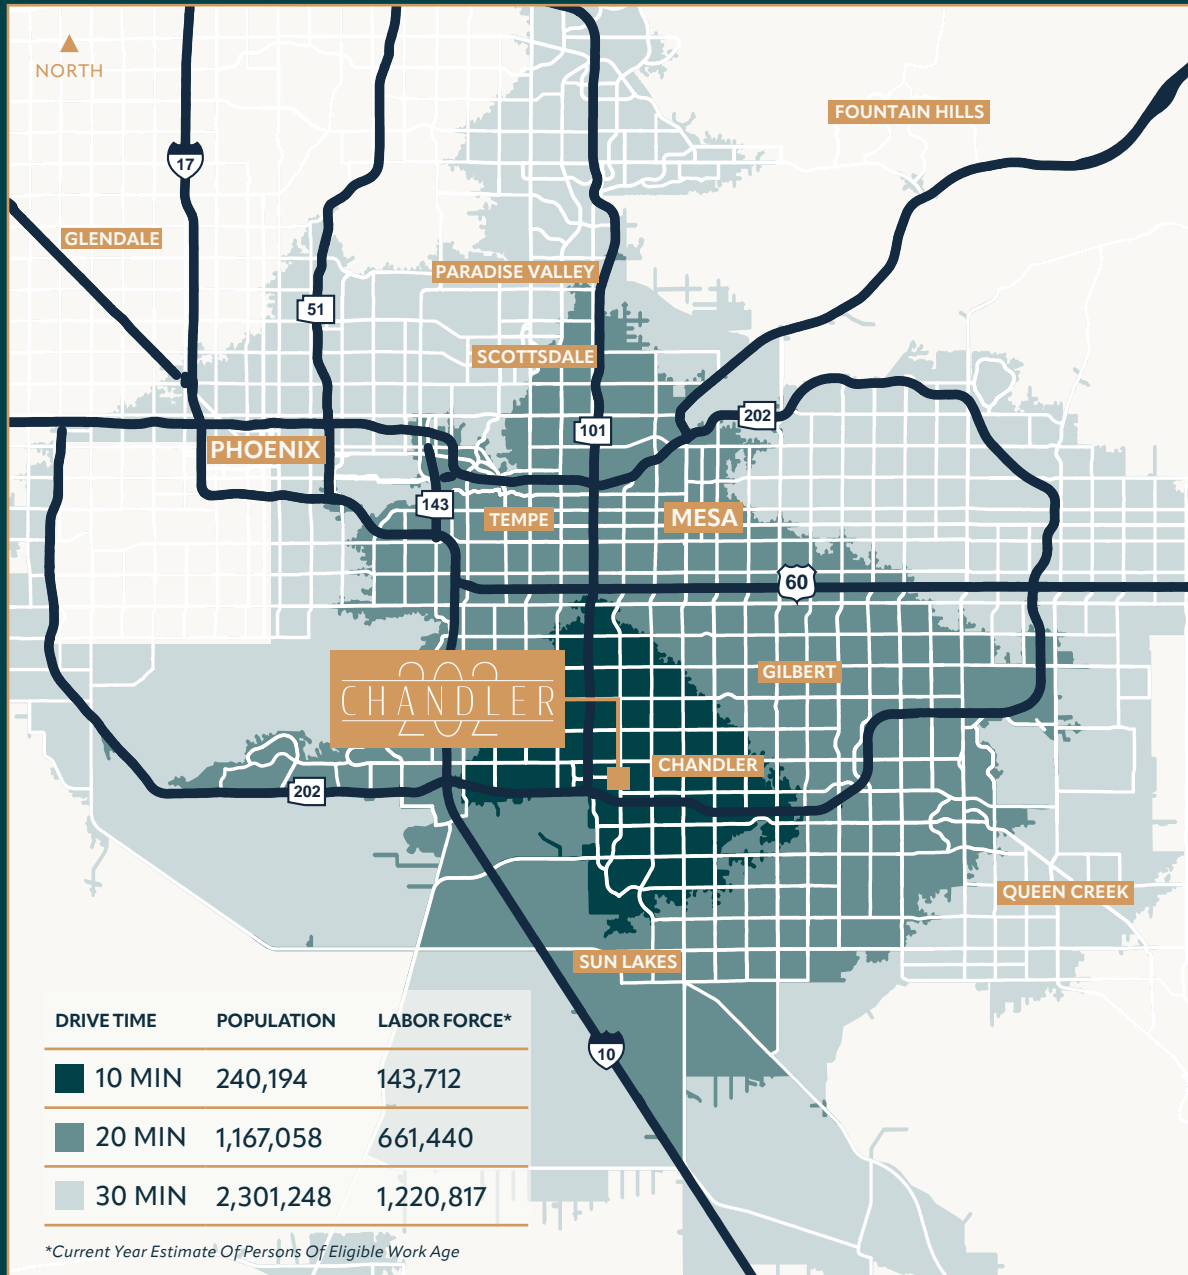 NORTH
FOUNTAIN HILLS
17
GLENDALE
PARADISE VALLEY
51
SCOTTSDALE
202
101
PHOENIX
143
TEMPE
MESA
60
202
CHANDLER
GILBERT
CHANDLER
202
QUEEN CREEK
SUN LAKES
10
DRIVE TIME POPULATION LABOR FORCE*
10 MIN 240,194 143,712
20 MIN 1,167,058 661,440
30 MIN 2,301,248 1,220,817
*Current Year Estimate Of Persons Of Eligible Work Age